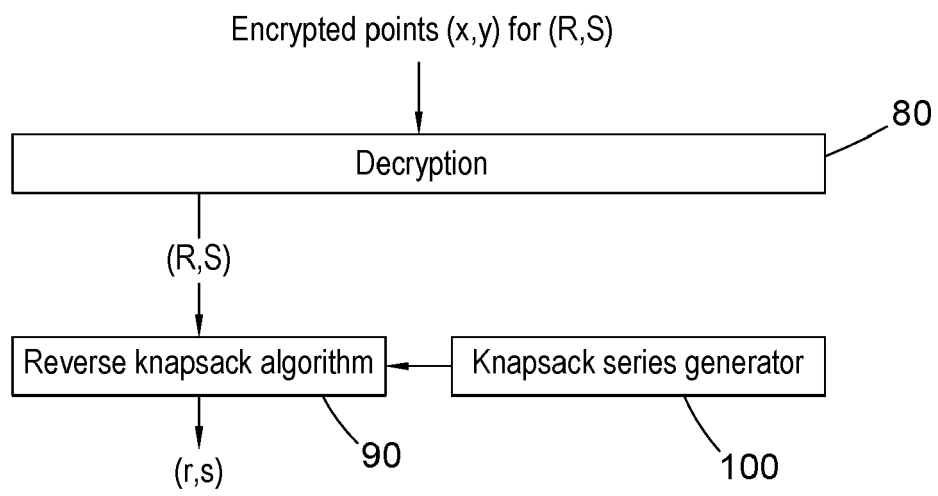 Encrypted points (x,y) for (R,S)
80
Decryption
(R,S)
Reverse knapsack algorithm
Knapsack series generator
90
100
(r,s)